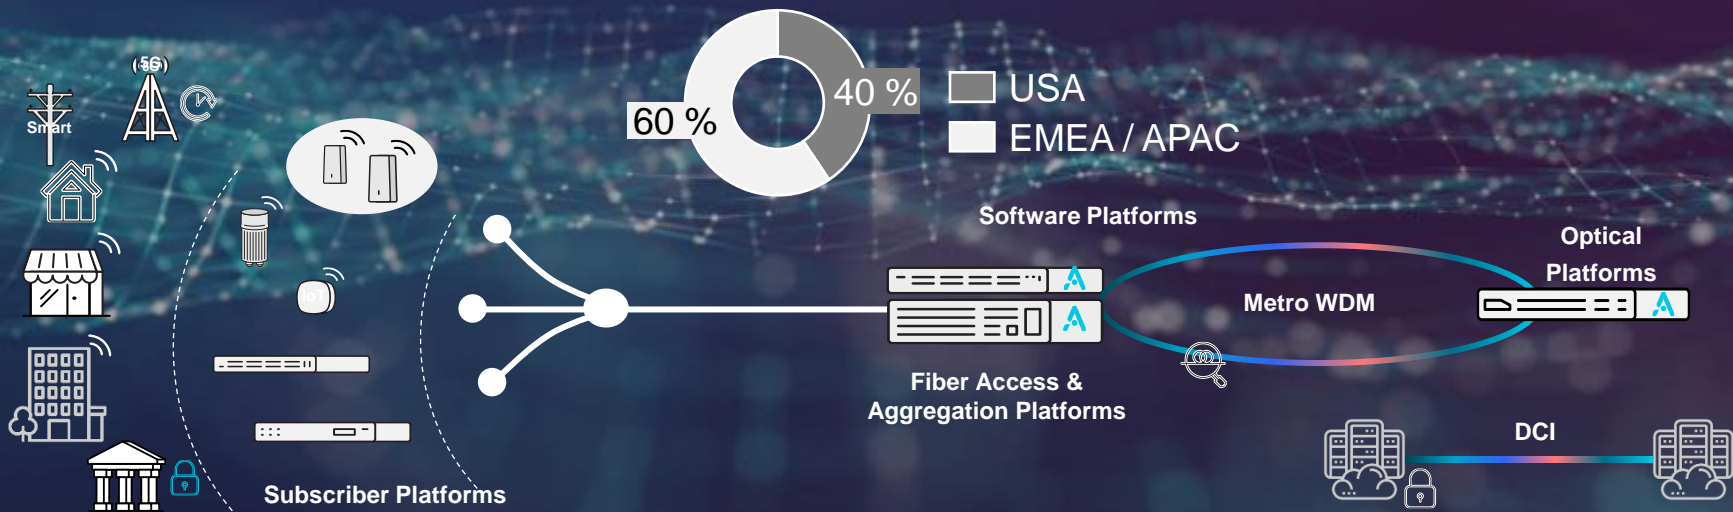 (5G)
Smart
60 %
40 %
USA
EMEA / APAC
IoT
Subscriber Platforms
Software Platforms
Fiber Access &
Aggregation Platforms
Metro WDM
Optical
Platforms
DCI